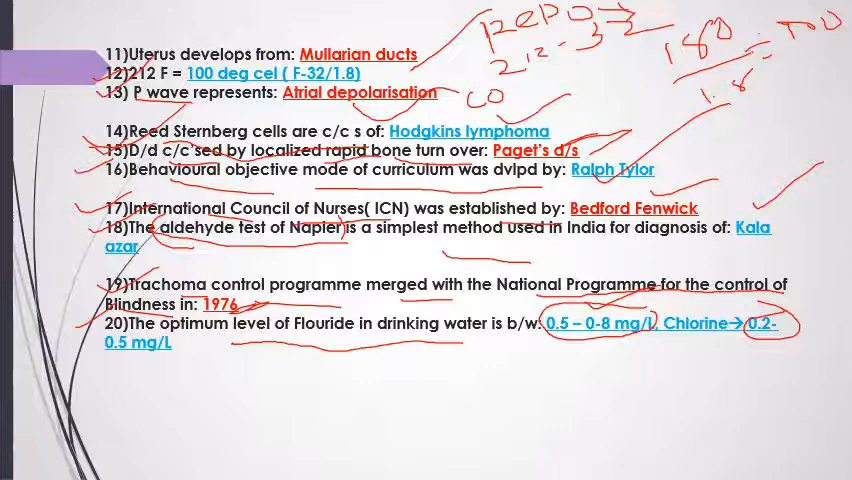 11)Uterus develops from: Mullarian ducts
12)212 F = 100 deg cel ( F-32/1.8)
13) P wave represents: Atrial depolarisation
14)Reed Sternberg cells are c/c s of: Hodgkins lymphoma
15)D/d c/c'sed by localized rapid bone turn over: Paget's d/s
16)Behavioural objective mode of curriculum was dvlpd by: Ralph Tylor
17)International Council of Nurses( ICN) was established by: Bedford Fenwick
18)The aldehyde test of Napier is a simplest method used in India for diagnosis of: Kala
azar
19)Trachoma control programme merged with the National Programme for the control of
Blindness in: 1976
20)The optimum level of Flouride in drinking water is b/w: 0.5 – 0-8 mg/L, Chlorine→ 0.2-
0.5 mg/L
212 - 32
180 = 100
1.8